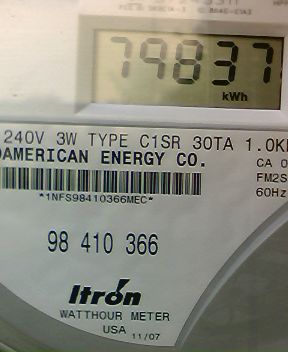 79837
kWh
240V 3W TYPE C1SR 30TA 1.0K
AMERICAN ENERGY CO.
CA 0
FM2S
60Hz
*1NFS98410366MEC*
98 410 366
Itron
WATTHOUR METER
USA 11/07